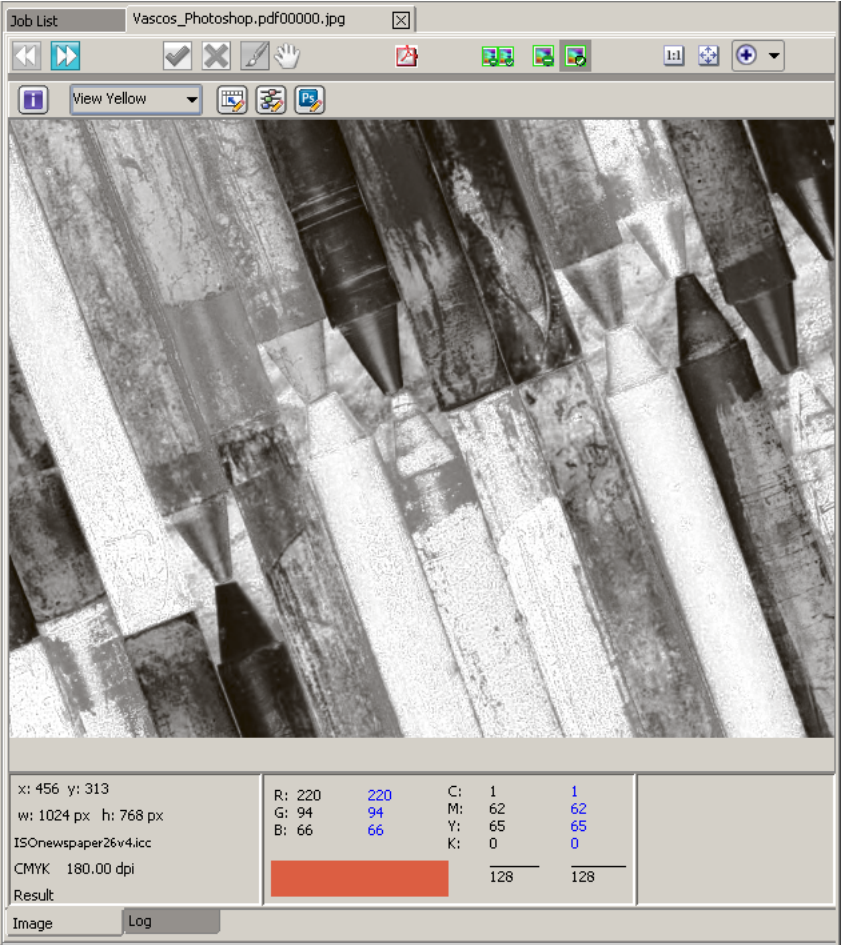 Job List
Vascos_Photoshop.pdf00000.jpg
1:1
i
View Yellow
Ps
x: 456 y: 313
w: 1024 px h: 768 px
ISOnewspaper26v4.icc
CMYK 180.00 dpi
Result
R: 220 220
G: 94 94
B: 66 66
C: 1 1
M: 62 62
Y: 65 65
K: 0 0
128 128
Image
Log